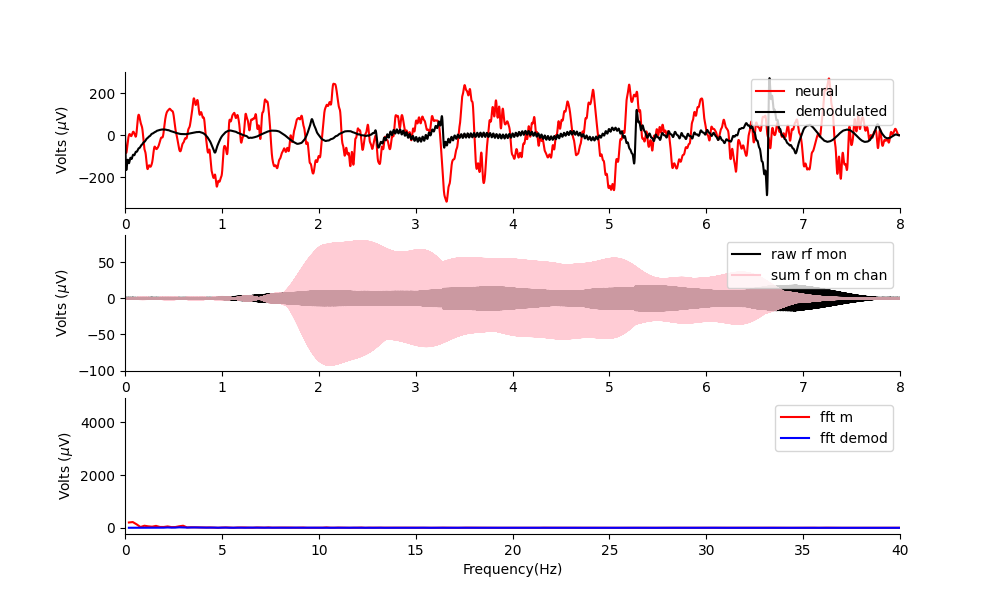 200
0
−200
Volts (μV)
neural
demodulated
0 1 2 3 4 5 6 7 8
50
0
−50
−100
Volts (μV)
raw rf mon
sum f on m chan
0 1 2 3 4 5 6 7 8
4000
2000
0
Volts (μV)
fft m
fft demod
0 5 10 15 20 25 30 35 40
Frequency(Hz)